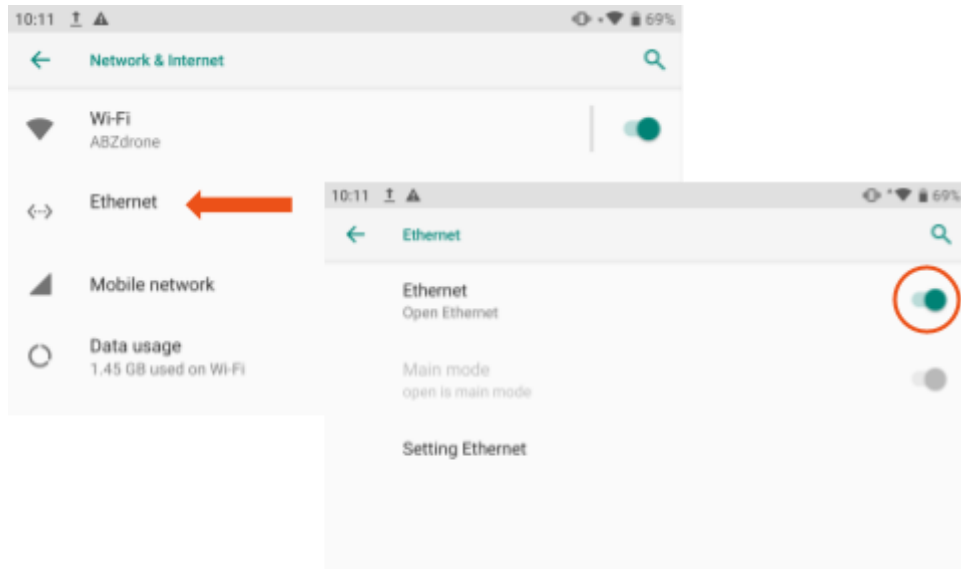 10:11
69%
Network & Internet
Wi-Fi
ABZdrone
Ethernet
Mobile network
Data usage
1.45 GB used on Wi-Fi
10:11
69%
Ethernet
Ethernet
Open Ethernet
Main mode
open is main mode
Setting Ethernet